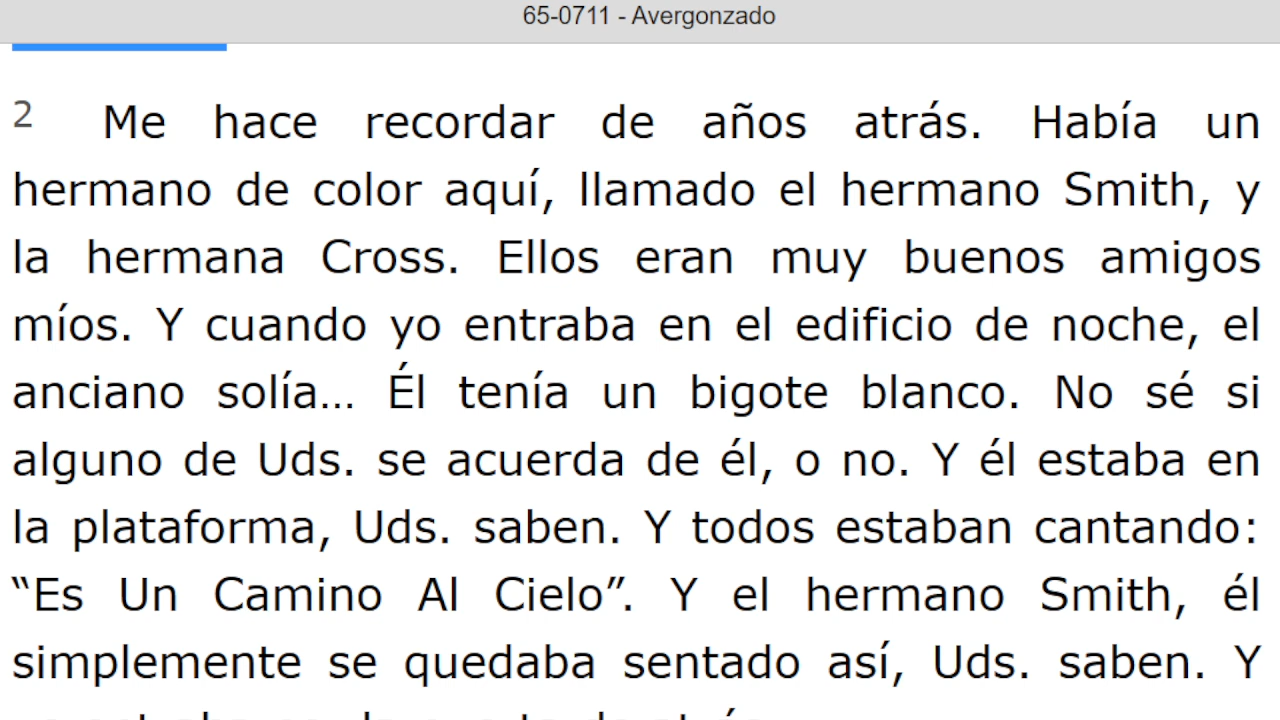 65-0711 - Avergonzado
2 Me hace recordar de años atrás. Había un
hermano de color aquí, llamado el hermano Smith, y
la hermana Cross. Ellos eran muy buenos amigos
míos. Y cuando yo entraba en el edificio de noche, el
anciano solía… Él tenía un bigote blanco. No sé si
alguno de Uds. se acuerda de él, o no. Y él estaba en
la plataforma, Uds. saben. Y todos estaban cantando:
“Es Un Camino Al Cielo”. Y el hermano Smith, él
simplemente se quedaba sentado así, Uds. saben. Y